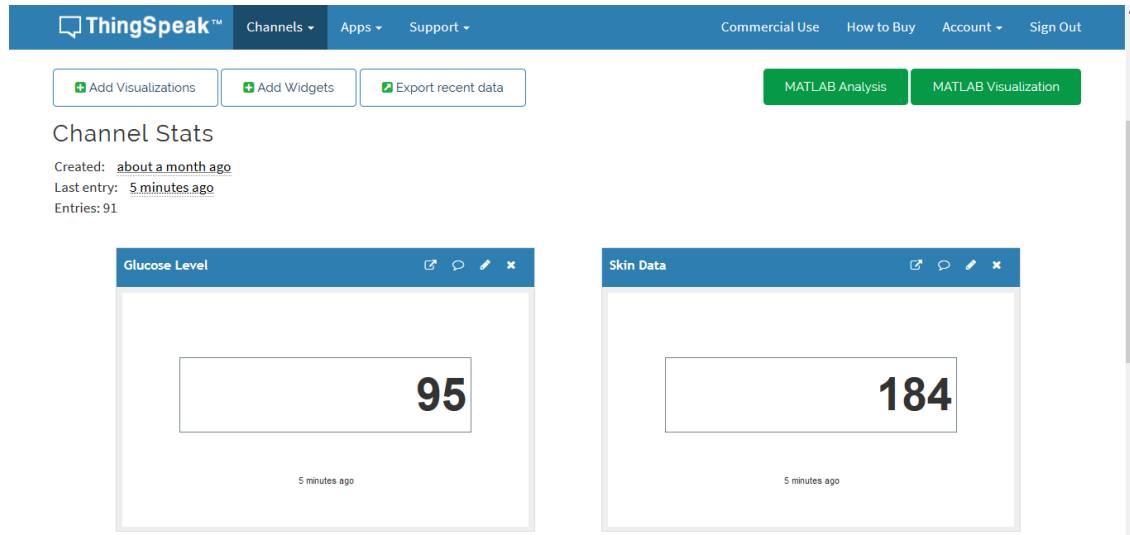 ThingSpeak™ Channels Apps Support Commercial Use How to Buy Account Sign Out
Add Visualizations Add Widgets Export recent data MATLAB Analysis MATLAB Visualization
Channel Stats
Created: about a month ago
Last entry: 5 minutes ago
Entries: 91
Glucose Level
95
5 minutes ago
Skin Data
184
5 minutes ago